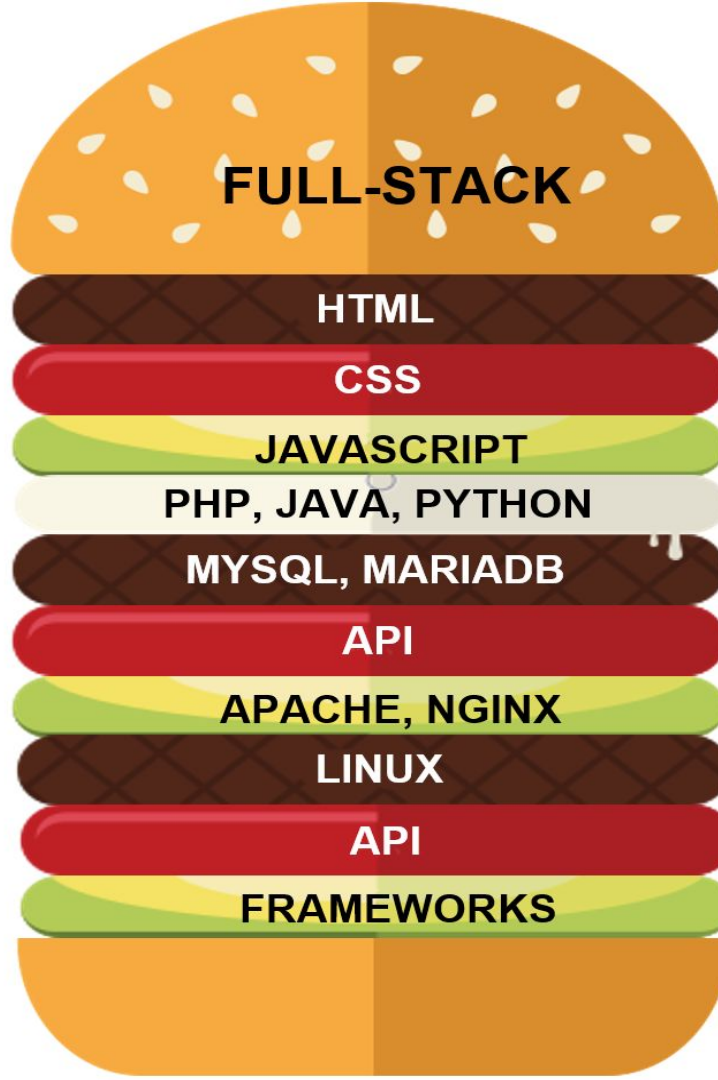 FULL-STACK
HTML
CSS
JAVASCRIPT
PHP, JAVA, PYTHON
MYSQL, MARIADB
API
APACHE, NGINX
LINUX
API
FRAMEWORKS